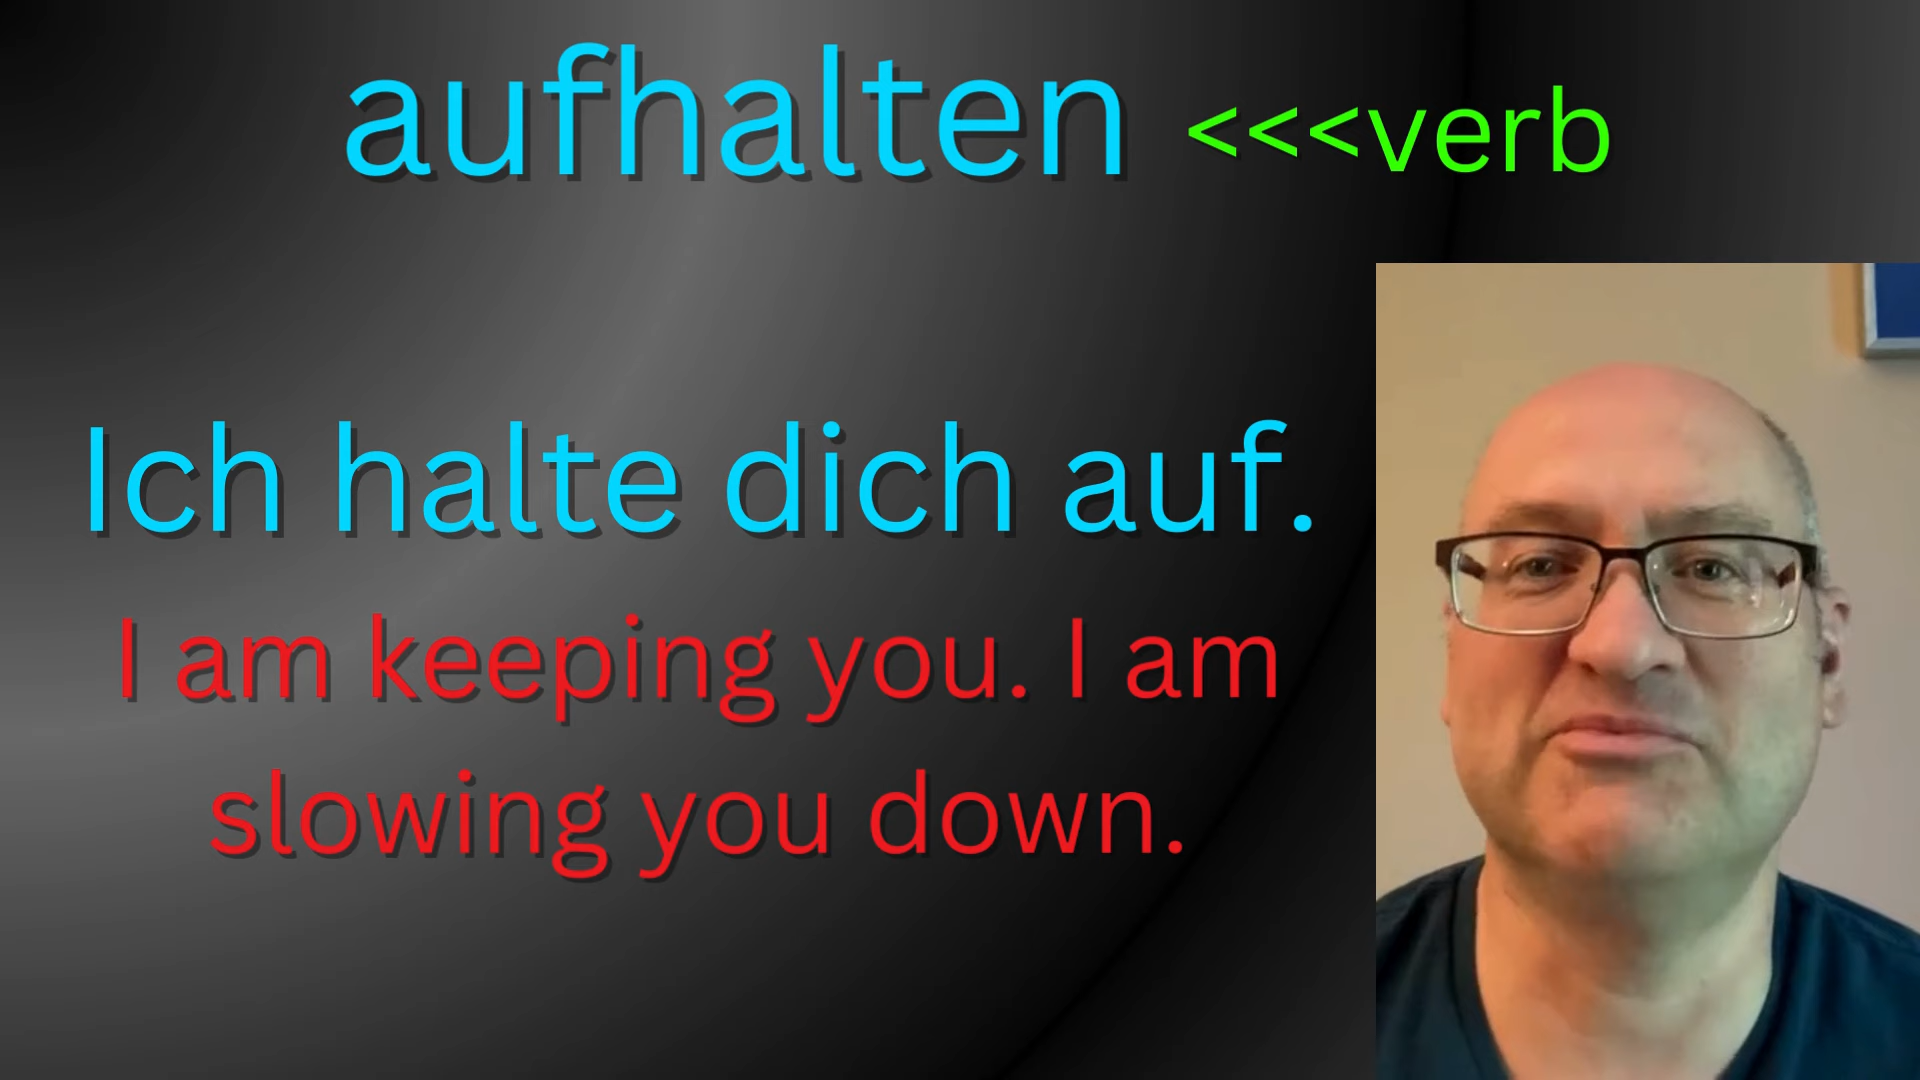 aufhalten <<<verb
Ich halte dich auf.
I am keeping you. I am
slowing you down.